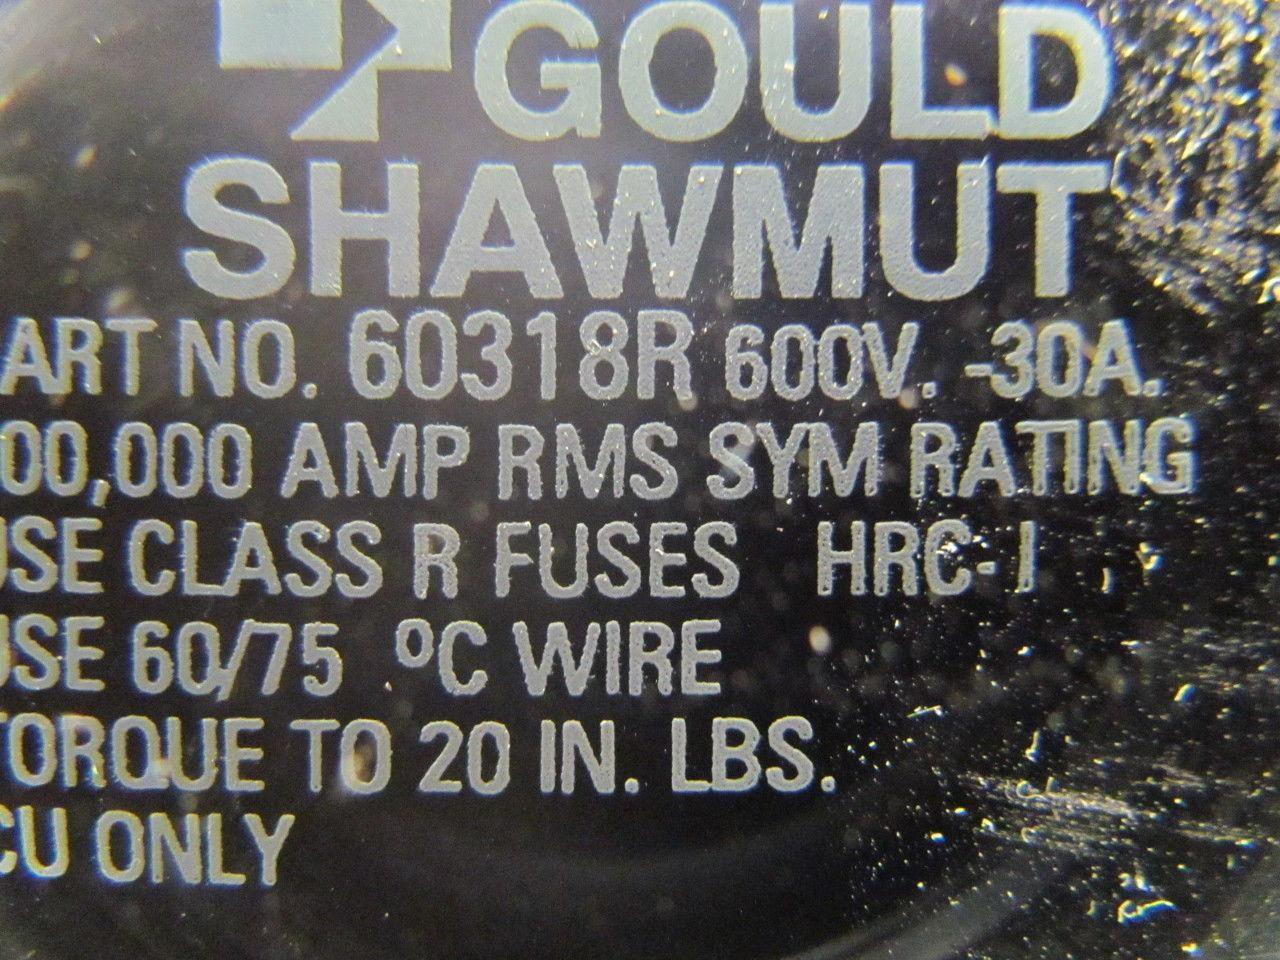 GOULD
SHAWMUT
ART NO. 60318R 600V. -30A.
00,000 AMP RMS SYM RATING
USE CLASS R FUSES HRC-I
USE 60/75 °C WIRE
TORQUE TO 20 IN. LBS.
CU ONLY